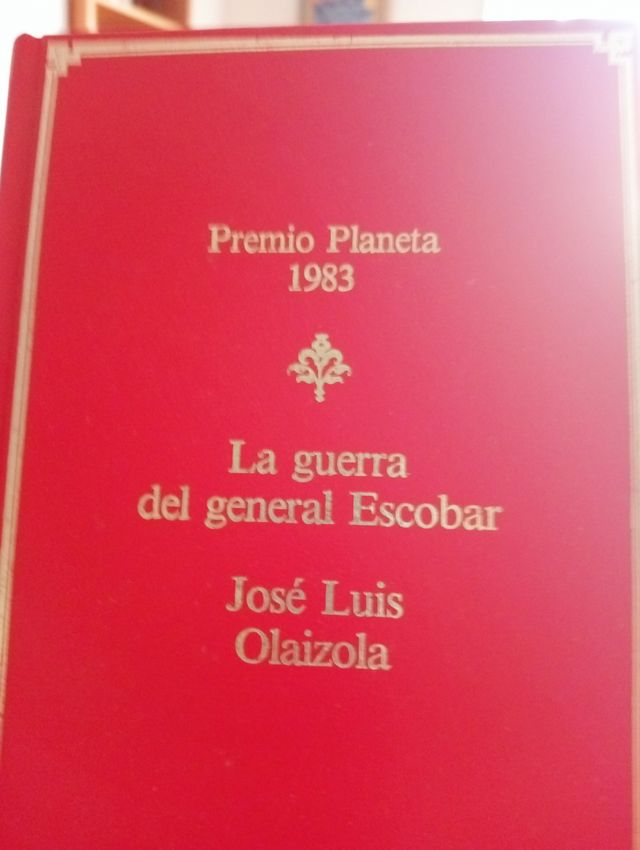 Premio Planeta
1983
La guerra
del general Escobar
José Luis
Olaizola